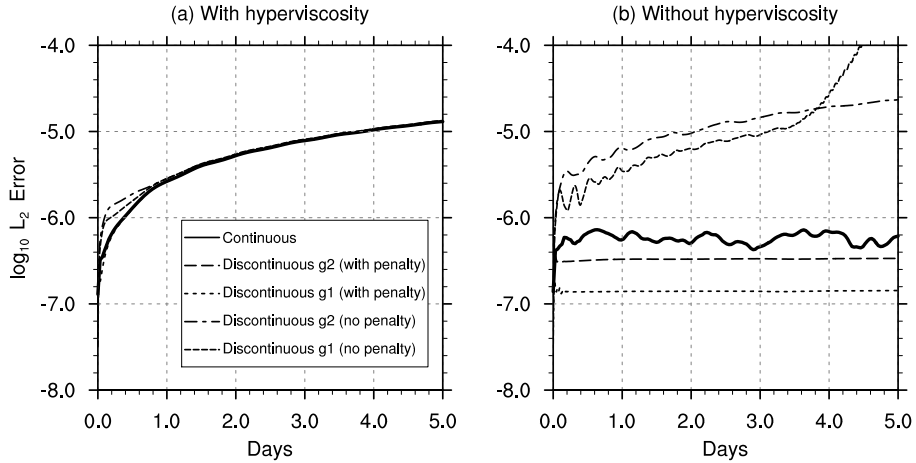 (a) With hyperviscosity
(b) Without hyperviscosity
log₁₀ L₂ Error
-4.0
-5.0
-6.0
-7.0
-8.0
Continuous
Discontinuous g2 (with penalty)
Discontinuous g1 (with penalty)
Discontinuous g2 (no penalty)
Discontinuous g1 (no penalty)
0.0 1.0 2.0 3.0 4.0 5.0
Days
-4.0
-5.0
-6.0
-7.0
-8.0
0.0 1.0 2.0 3.0 4.0 5.0
Days